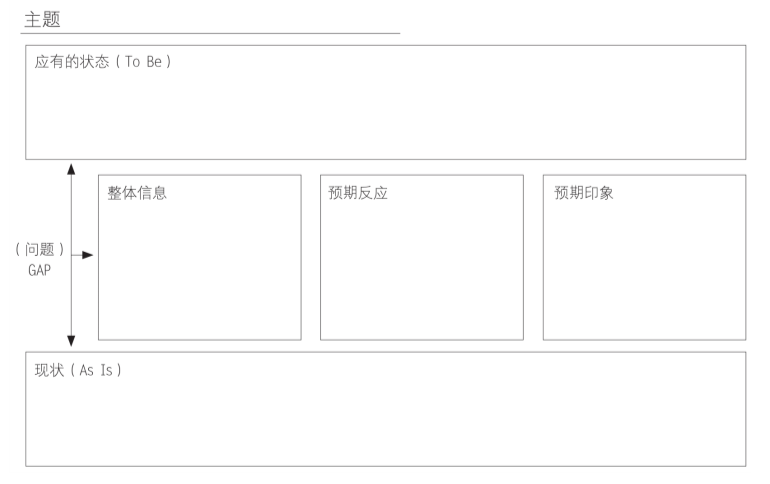 主题
应有的状态（To Be）
整体信息
预期反应
预期印象
（问题）
GAP
现状（As Is）